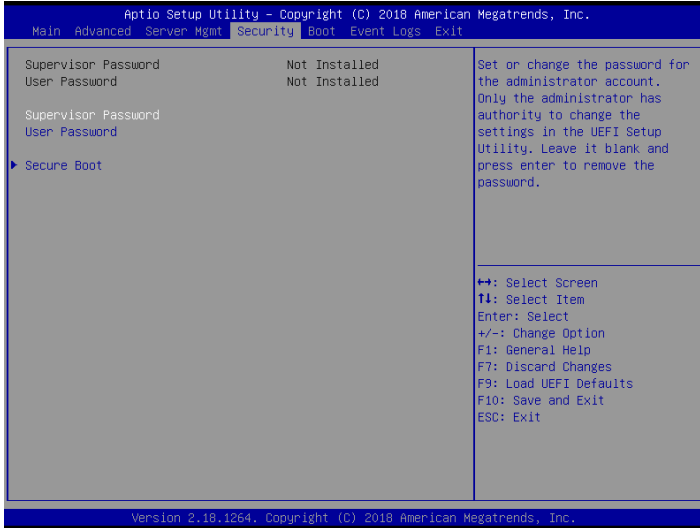 Aptio Setup Utility – Copyright (C) 2018 American Megatrends, Inc.
Main Advanced Server Mgmt Security Boot Event Logs Exit
Supervisor Password Not Installed
User Password Not Installed
Supervisor Password
User Password
Secure Boot
Set or change the password for
the administrator account.
Only the administrator has
authority to change the
settings in the UEFI Setup
Utility. Leave it blank and
press enter to remove the
password.
↔: Select Screen
↑↓: Select Item
Enter: Select
+/-: Change Option
F1: General Help
F7: Discard Changes
F9: Load UEFI Defaults
F10: Save and Exit
ESC: Exit
Version 2.18.1264. Copyright (C) 2018 American Megatrends, Inc.